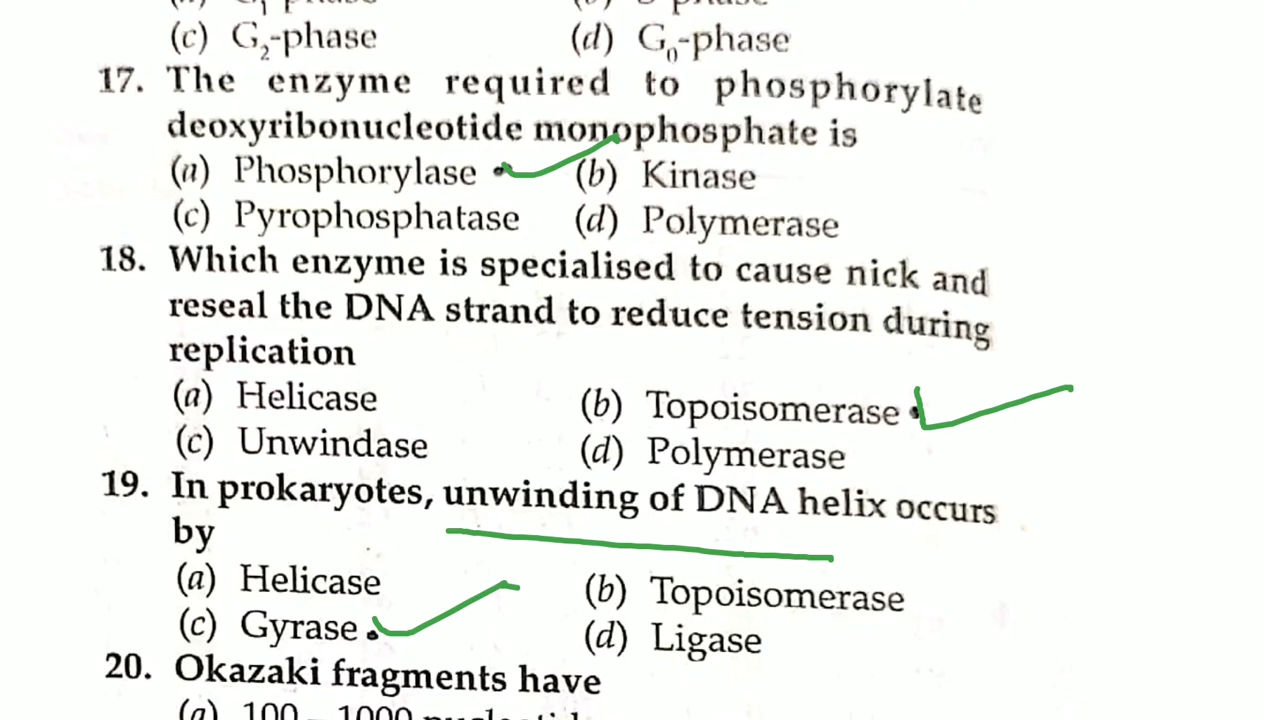 (c) G₂-phase (d) G₀-phase
17. The enzyme required to phosphorylate
deoxyribonucleotide monophosphate is
(a) Phosphorylase (b) Kinase
(c) Pyrophosphatase (d) Polymerase
18. Which enzyme is specialised to cause nick and
reseal the DNA strand to reduce tension during
replication
(a) Helicase (b) Topoisomerase
(c) Unwindase (d) Polymerase
19. In prokaryotes, unwinding of DNA helix occurs
by
(a) Helicase (b) Topoisomerase
(c) Gyrase (d) Ligase
20. Okazaki fragments have
(a) 100 – 1000